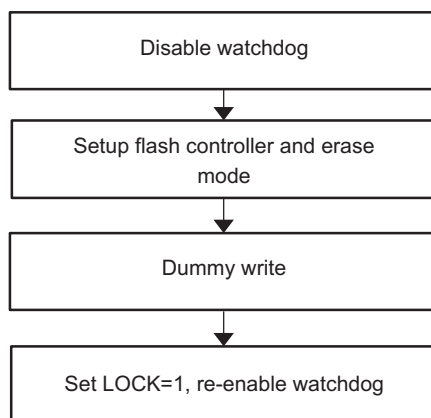 Disable watchdog
Setup flash controller and erase
mode
Dummy write
Set LOCK=1, re-enable watchdog